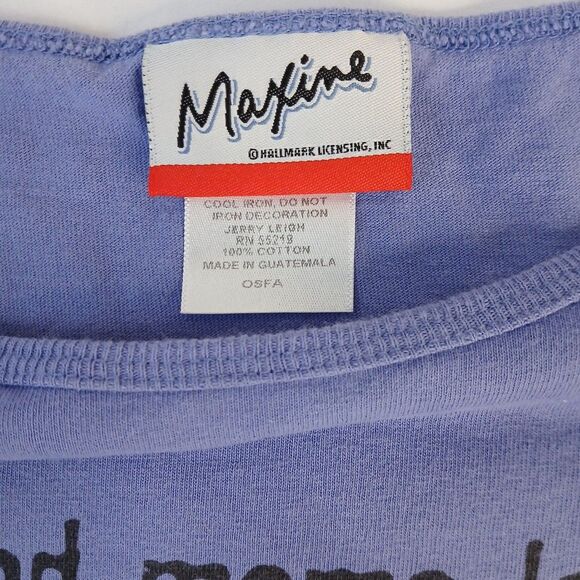 Maxine
© HALLMARK LICENSING, INC
COOL IRON, DO NOT
IRON DECORATION
JERRY LEIGH
RN 55219
100% COTTON
MADE IN GUATEMALA
OSFA